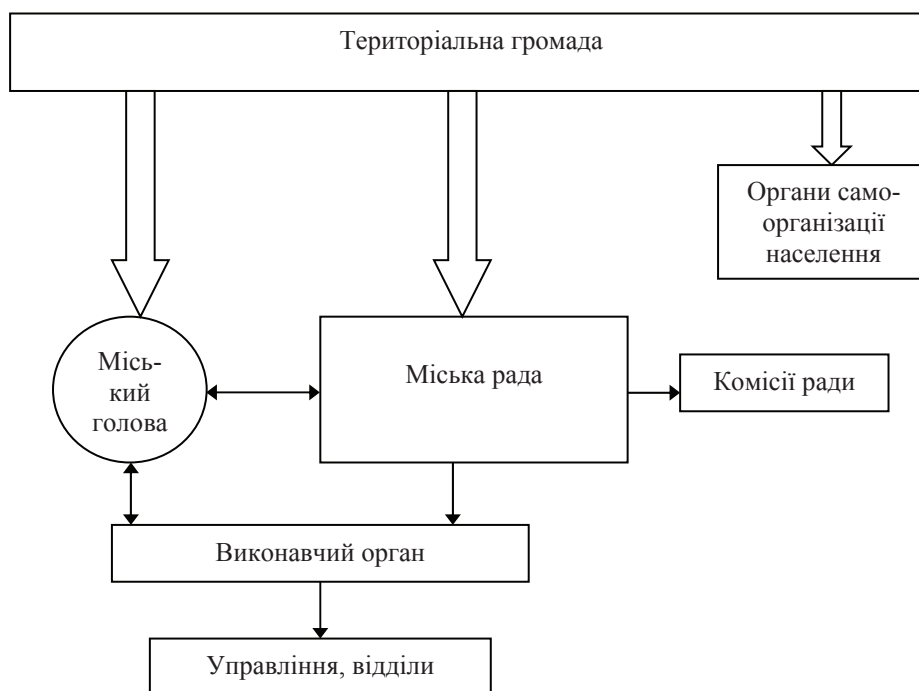 Територіальна громада
Органи само-
організації
населення
Місь-
кий
голова
Міська рада
Комісії ради
Виконавчий орган
Управління, відділи